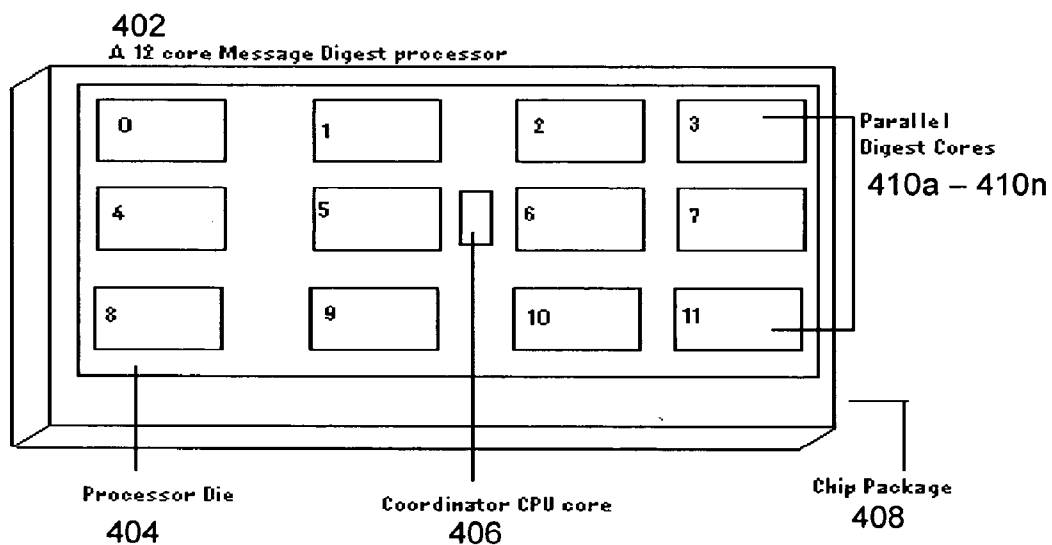 402
A 12 core Message Digest processor
0
1
2
3
Parallel
Digest Cores
410a – 410n
4
5
6
7
8
9
10
11
Processor Die
404
Coordinator CPU core
406
Chip Package
408